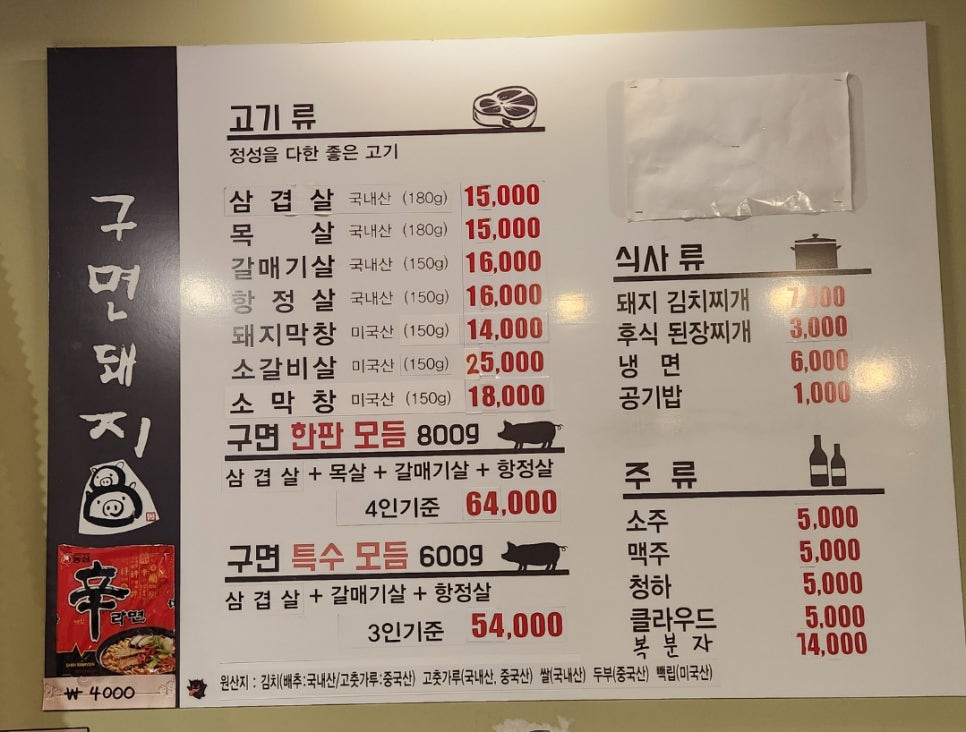 구면돼지
농심
辛
라면
SHIN RAMYUN
₩ 4000
고기 류
정성을 다한 좋은 고기
삼 겹 살 국내산 (180g) 15,000
목 살 국내산 (180g) 15,000
갈매기살 국내산 (150g) 16,000
항 정 살 국내산 (150g) 16,000
돼지막창 미국산 (150g) 14,000
소갈비살 미국산 (150g) 25,000
소 막 창 미국산 (150g) 18,000
구면 한판 모듬 800g
삼 겹 살 + 목살 + 갈매기살 + 항정살
4인기준 64,000
구면 특수 모듬 600g
삼 겹 살 + 갈매기살 + 항정살
3인기준 54,000
식사 류
돼지 김치찌개 7,000
후식 된장찌개 3,000
냉 면 6,000
공기밥 1,000
주 류
소주 5,000
맥주 5,000
청하 5,000
클라우드 5,000
복 분 자 14,000
원산지 : 김치(배추:국내산/고춧가루:중국산) 고춧가루(국내산, 중국산) 쌀(국내산) 두부(중국산) 빽립(미국산)